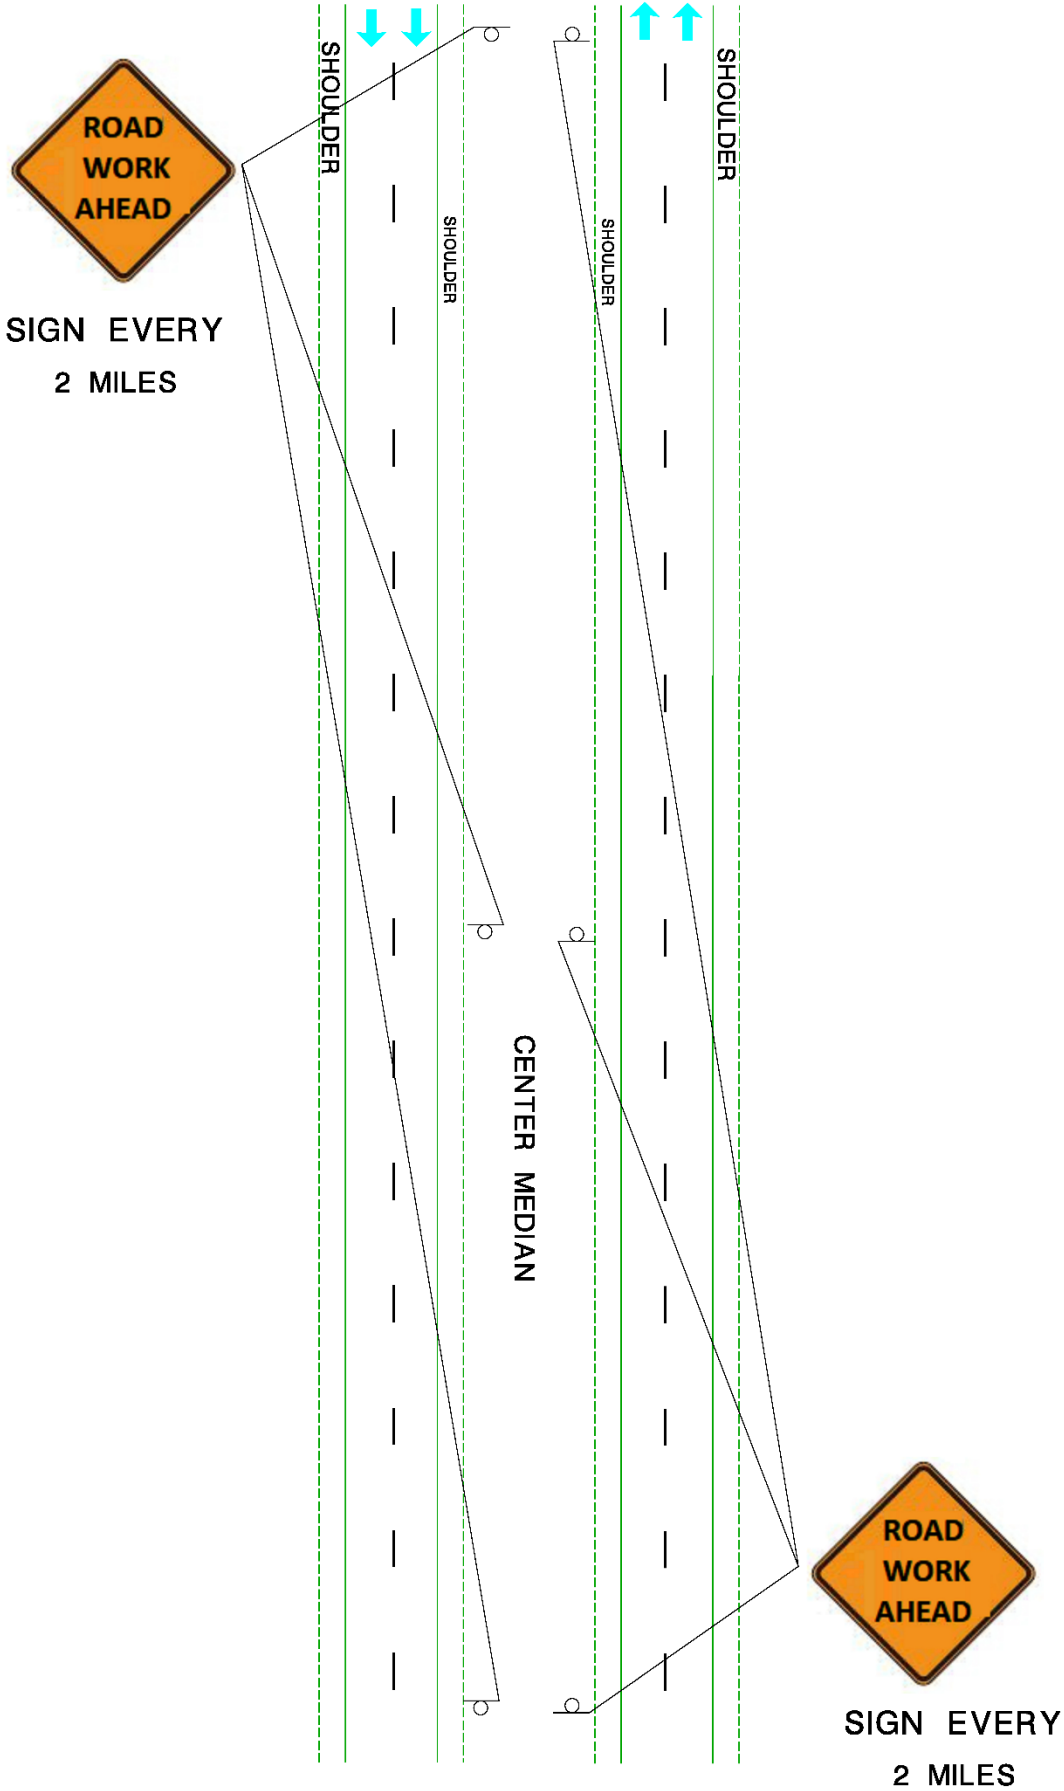 SHOULDER
SHOULDER
ROAD
WORK
AHEAD
SHOULDER
SHOULDER
SIGN EVERY
2 MILES
CENTER MEDIAN
ROAD
WORK
AHEAD
SIGN EVERY
2 MILES